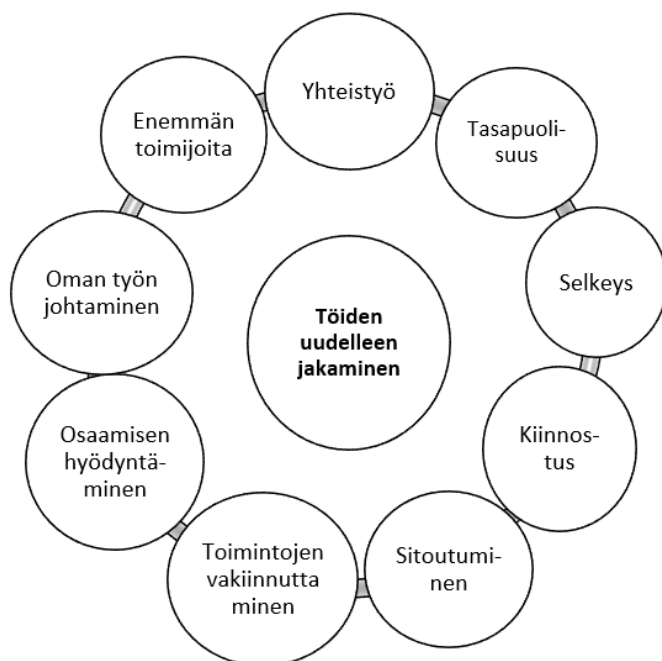 Yhteistyö
Tasapuoli-
suus
Selkeys
Kiinnos-
tus
Sitoutumi-
nen
Toimintojen
vakiinnutta
minen
Osaamisen
hyödyntä-
minen
Oman työn
johtaminen
Enemmän
toimijoita
Töiden
uudelleen
jakaminen